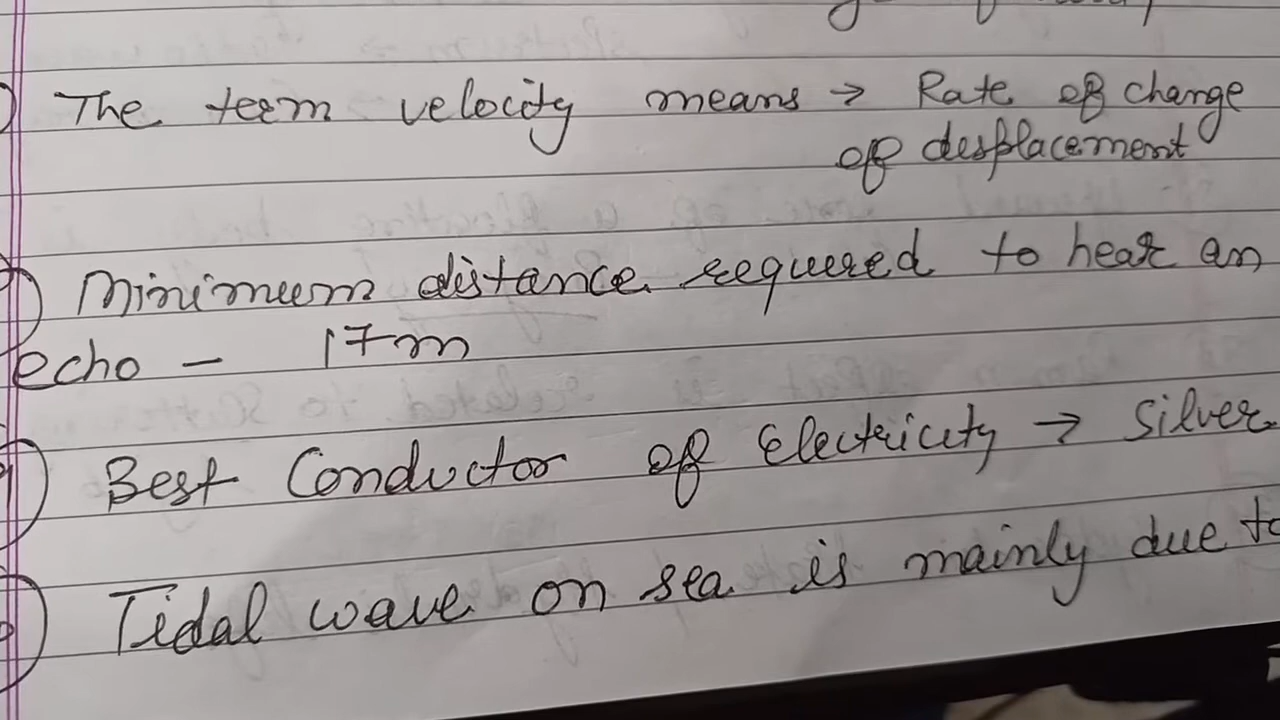 The term velocity means → Rate of change
of desplacement
Minimum distance required to hear an
echo - 17m
Best Conductor of Electricity → Silver
Tidal wave on sea is mainly due to